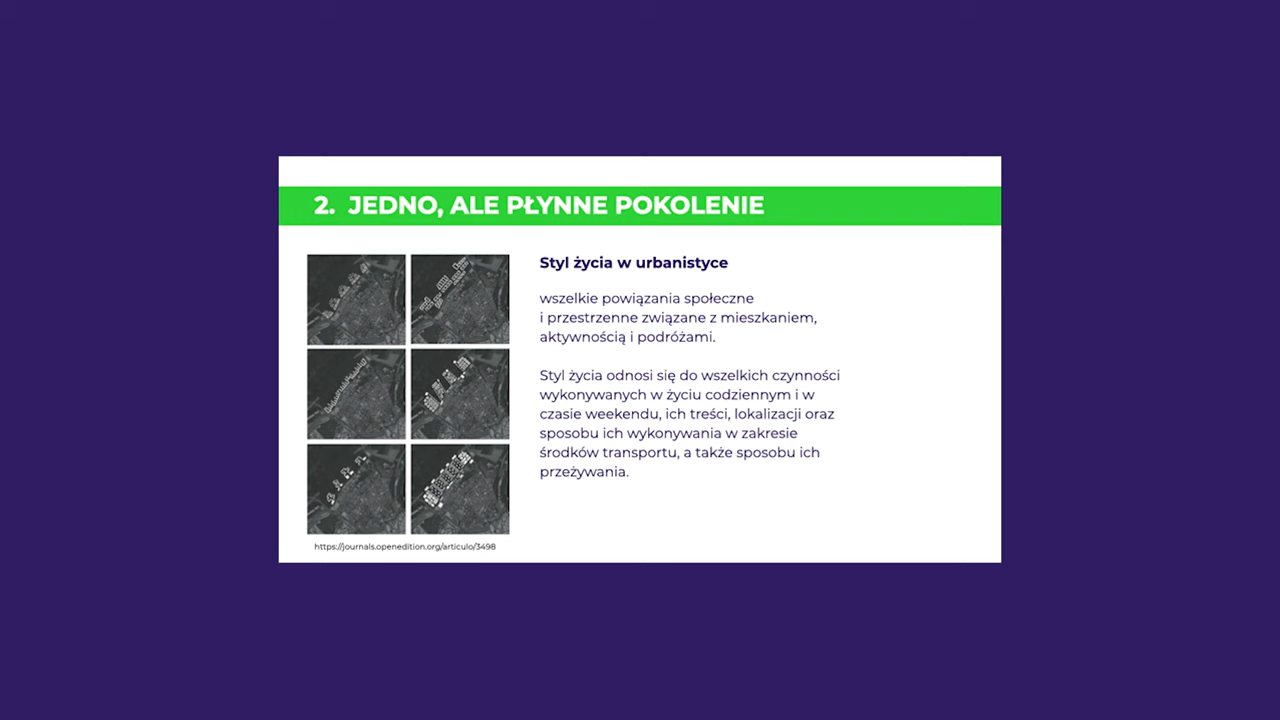 2. JEDNO, ALE PŁYNNE POKOLENIE
Styl życia w urbanistyce
wszelkie powiązania społeczne
i przestrzenne związane z mieszkaniem,
aktywnością i podróżami.
Styl życia odnosi się do wszelkich czynności
wykonywanych w życiu codziennym i w
czasie weekendu, ich treści, lokalizacji oraz
sposobu ich wykonywania w zakresie
środków transportu, a także sposobu ich
przeżywania.
https://journals.openedition.org/articulo/3498